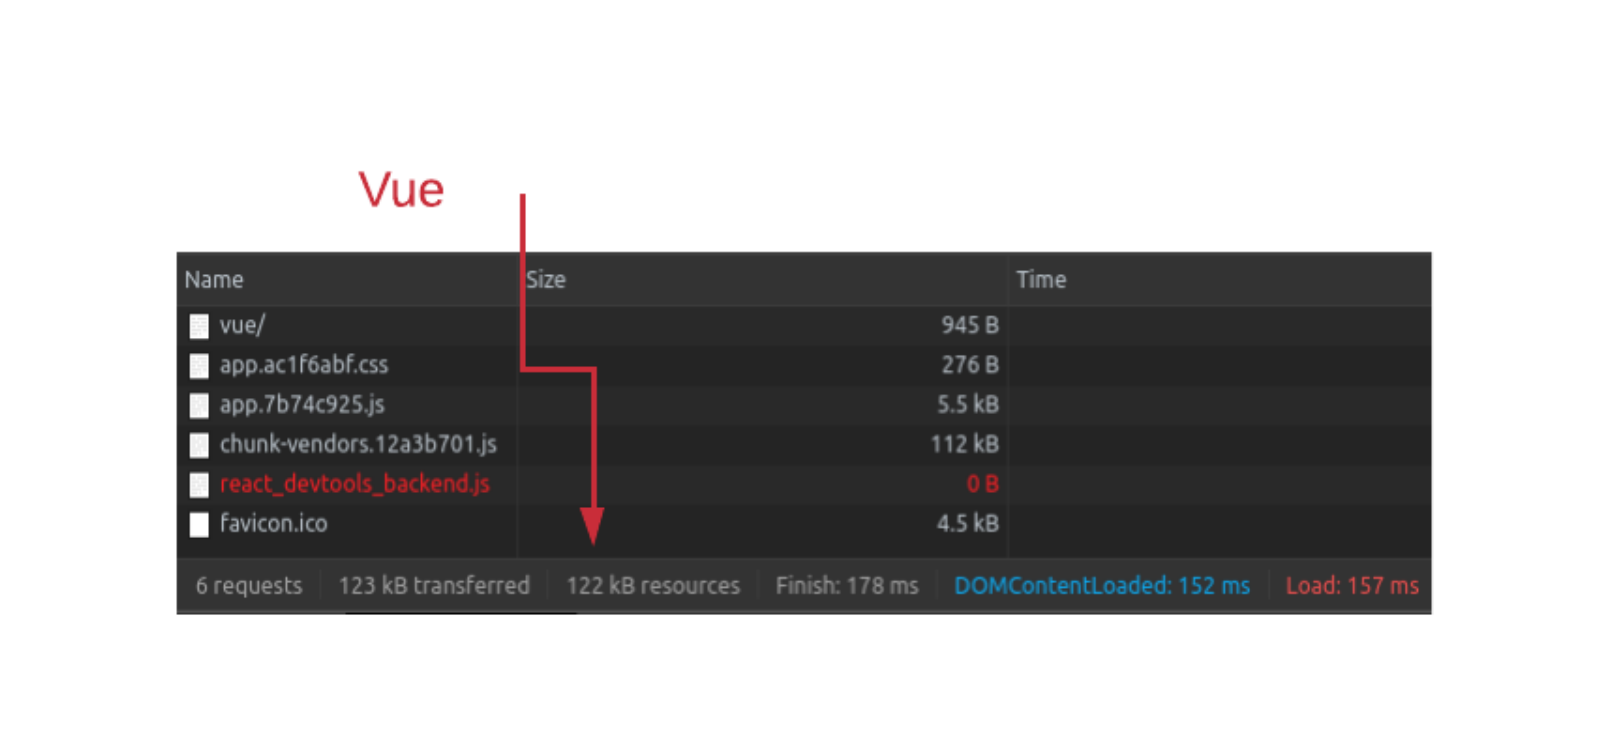 Vue
Name Size Time
vue/ 945 B
app.ac1f6abf.css 276 B
app.7b74c925.js 5.5 kB
chunk-vendors.12a3b701.js 112 kB
react_devtools_backend.js 0 B
favicon.ico 4.5 kB
6 requests 123 kB transferred 122 kB resources Finish: 178 ms DOMContentLoaded: 152 ms Load: 157 ms